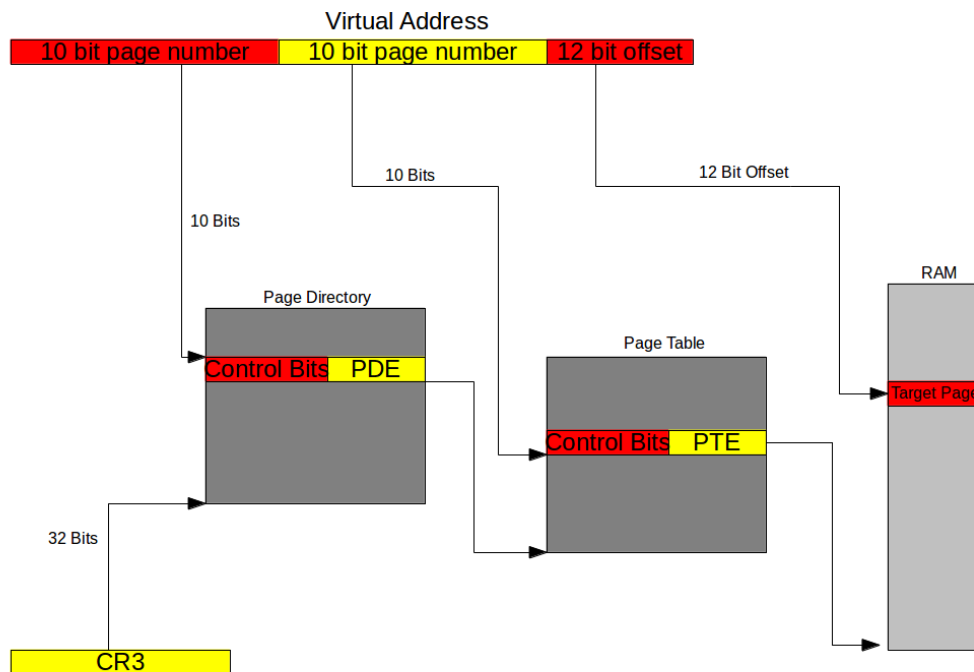 Virtual Address
10 bit page number 10 bit page number 12 bit offset
10 Bits
12 Bit Offset
10 Bits
RAM
Page Directory
Page Table
Control Bits PDE
Target Page
Control Bits PTE
32 Bits
CR3